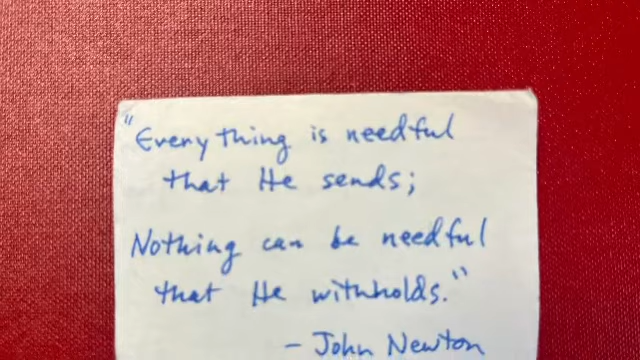 "Everything is needful
that He sends;
Nothing can be needful
that He withholds."
- John Newton